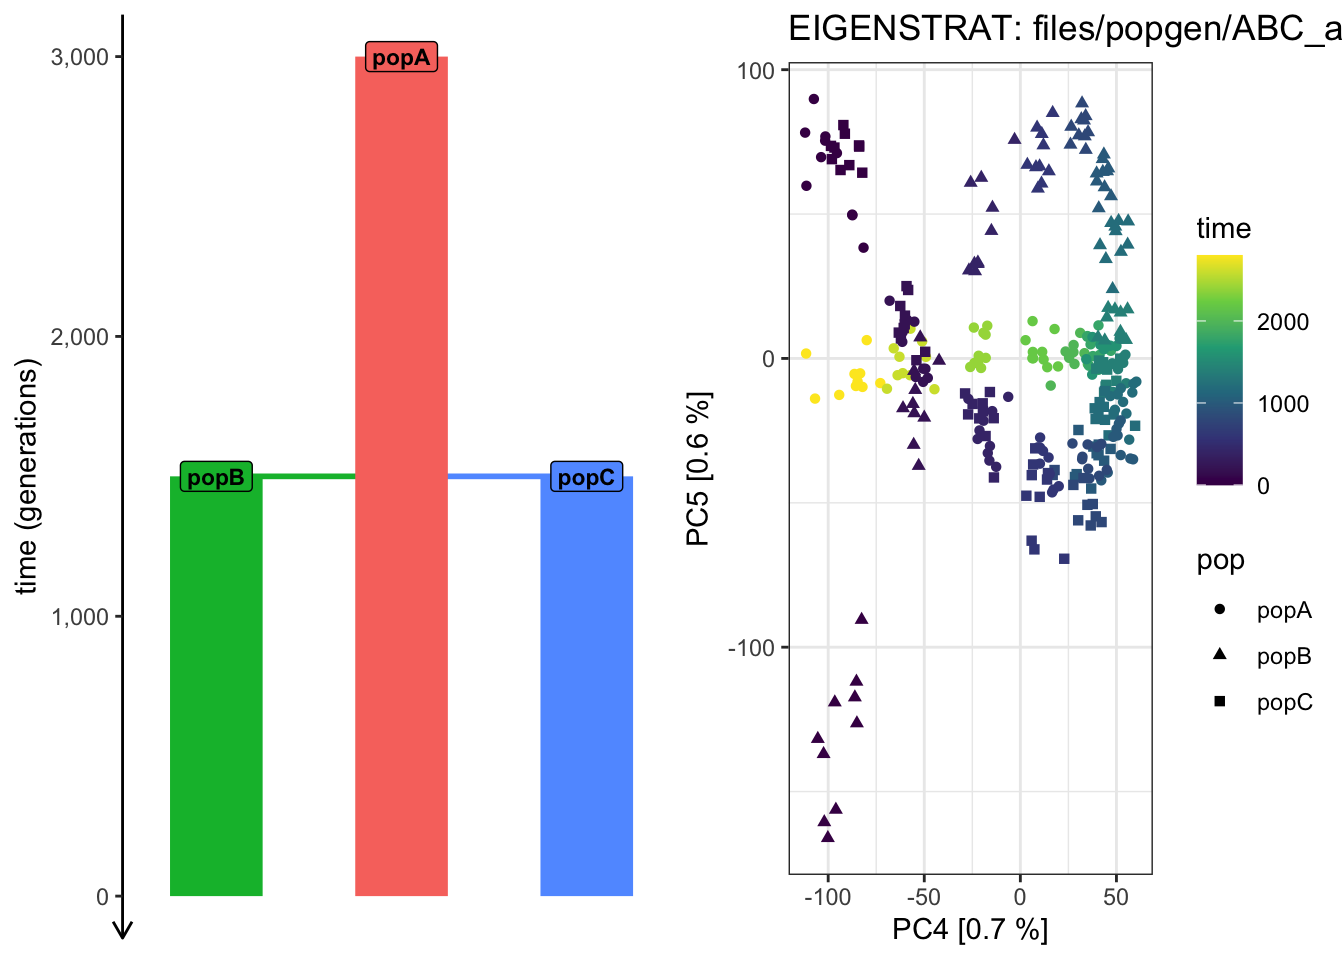 time (generations)
3,000
2,000
1,000
0
popA
popB
popC
EIGENSTRAT: files/popgen/ABC_a
PC5 [0.6 %]
100
0
-100
-100
-50
0
50
PC4 [0.7 %]
time
2000
1000
0
pop
popA
popB
popC